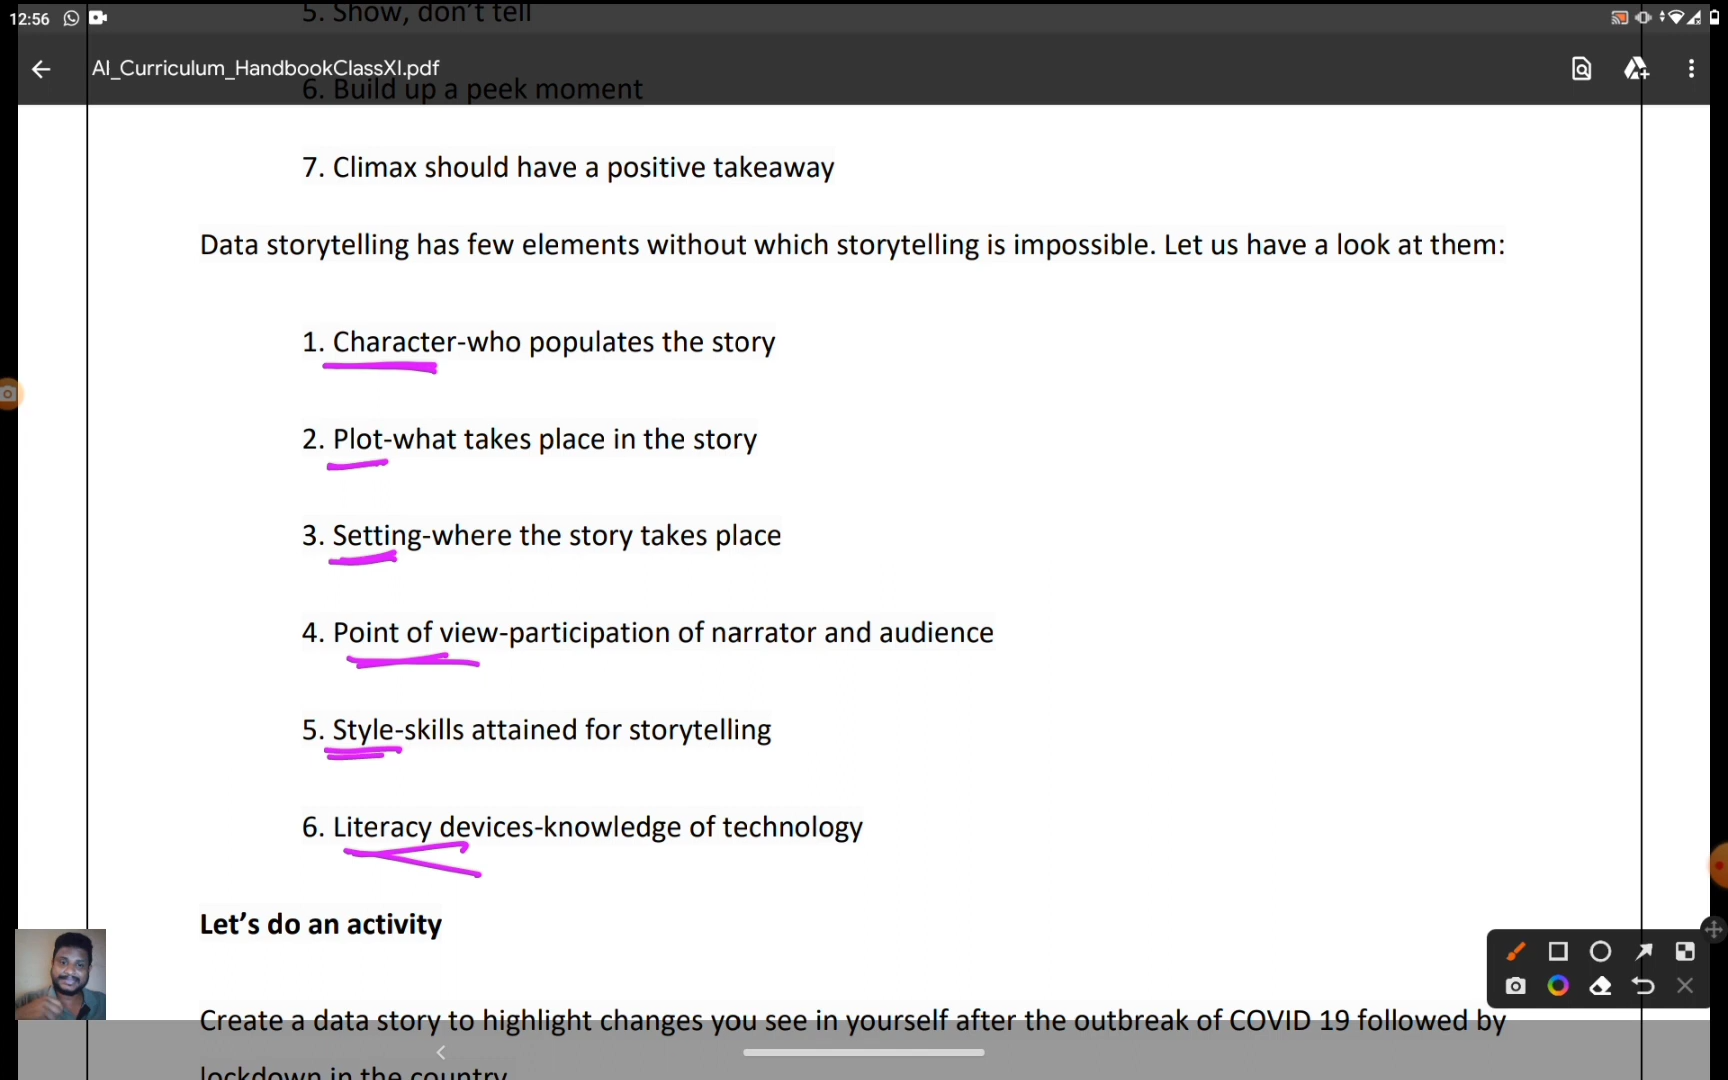 12:56
5. Show, don't tell
AI_Curriculum_HandbookClassXI.pdf
6. Build up a peek moment
7. Climax should have a positive takeaway
Data storytelling has few elements without which storytelling is impossible. Let us have a look at them:
1. Character-who populates the story
2. Plot-what takes place in the story
3. Setting-where the story takes place
4. Point of view-participation of narrator and audience
5. Style-skills attained for storytelling
6. Literacy devices-knowledge of technology
Let’s do an activity
Create a data story to highlight changes you see in yourself after the outbreak of COVID 19 followed by
lockdown in the country